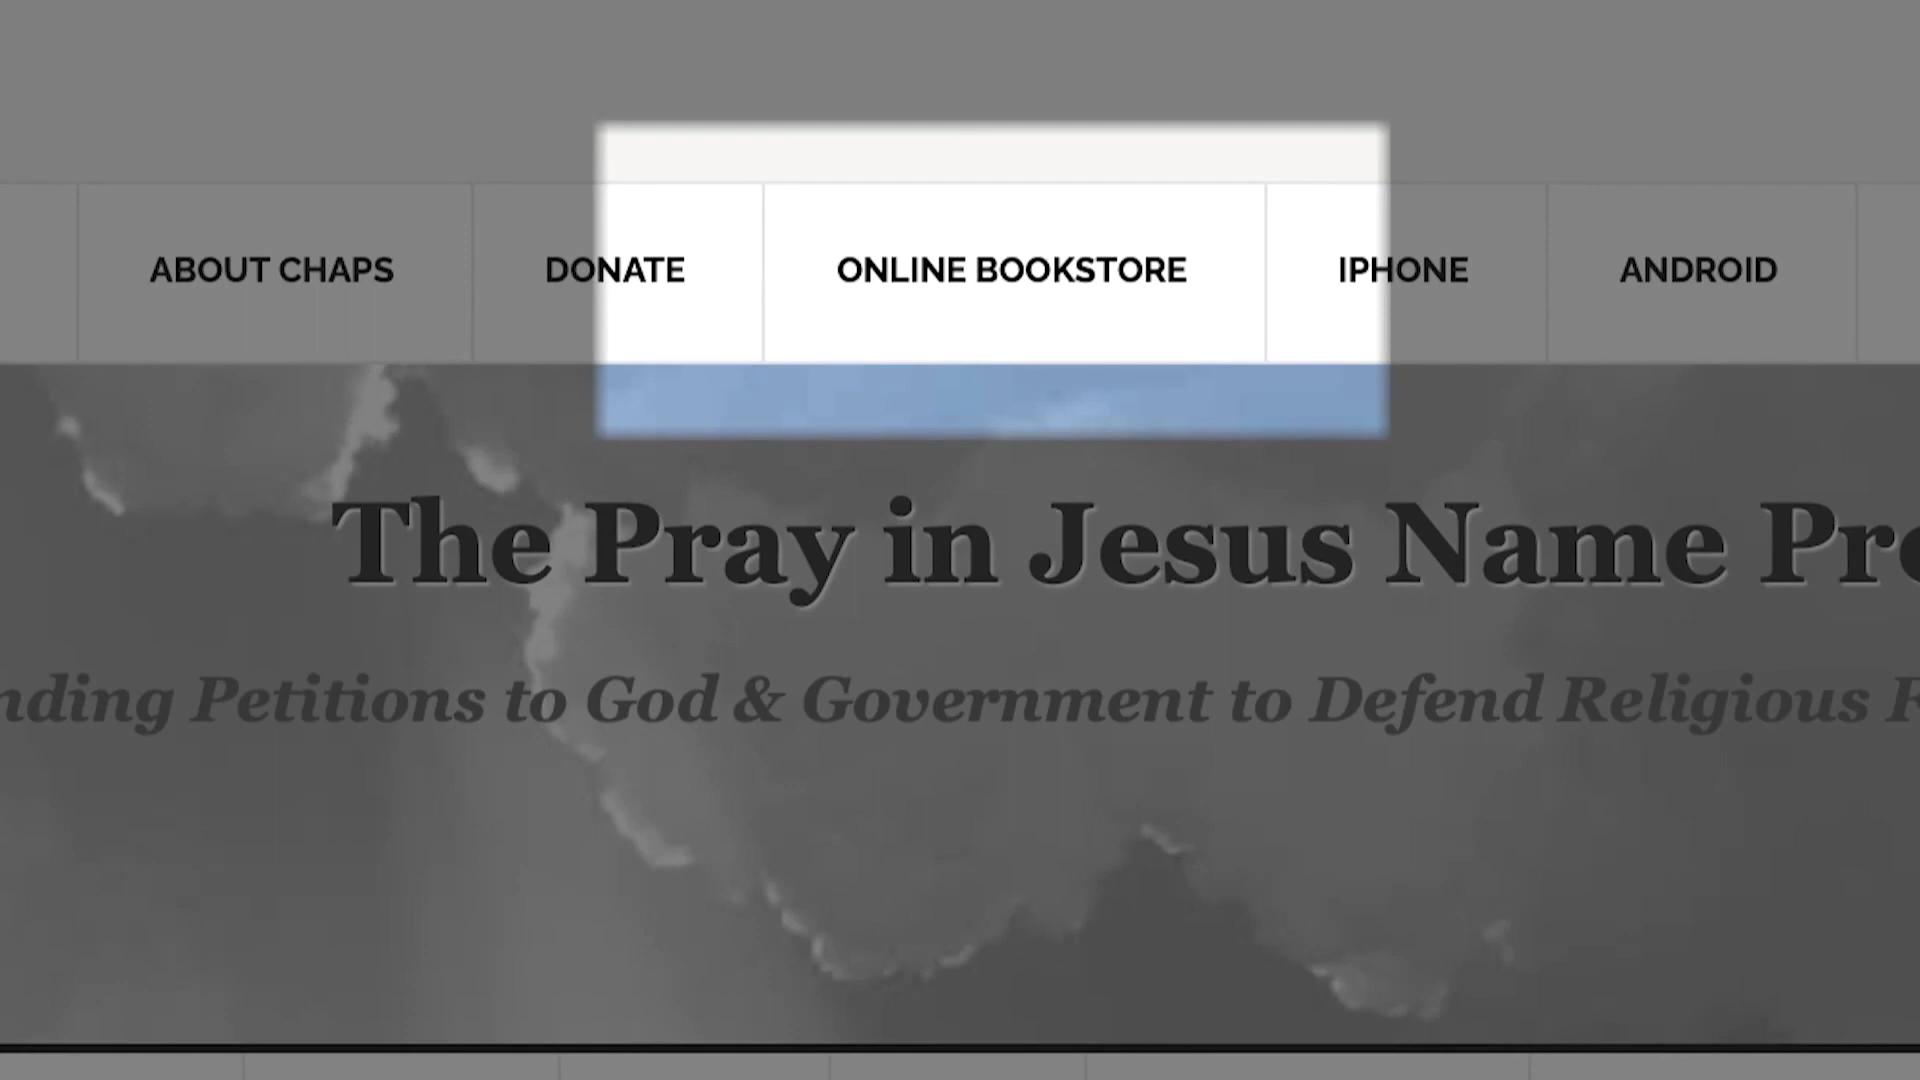 ABOUT CHAPS DONATE ONLINE BOOKSTORE IPHONE ANDROID
The Pray in Jesus Name Pro
nding Petitions to God & Government to Defend Religious F